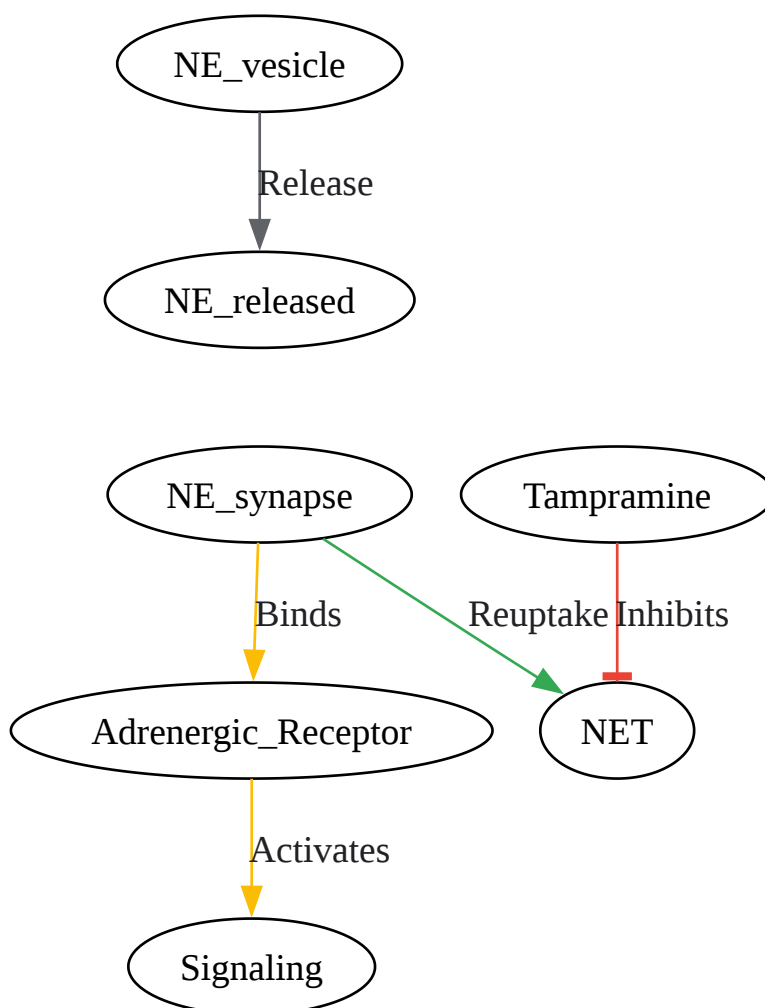 NE_vesicle
Release
NE_released
NE_synapse
Tampramine
Binds
Reuptake
Inhibits
Adrenergic_Receptor
NET
Activates
Signaling